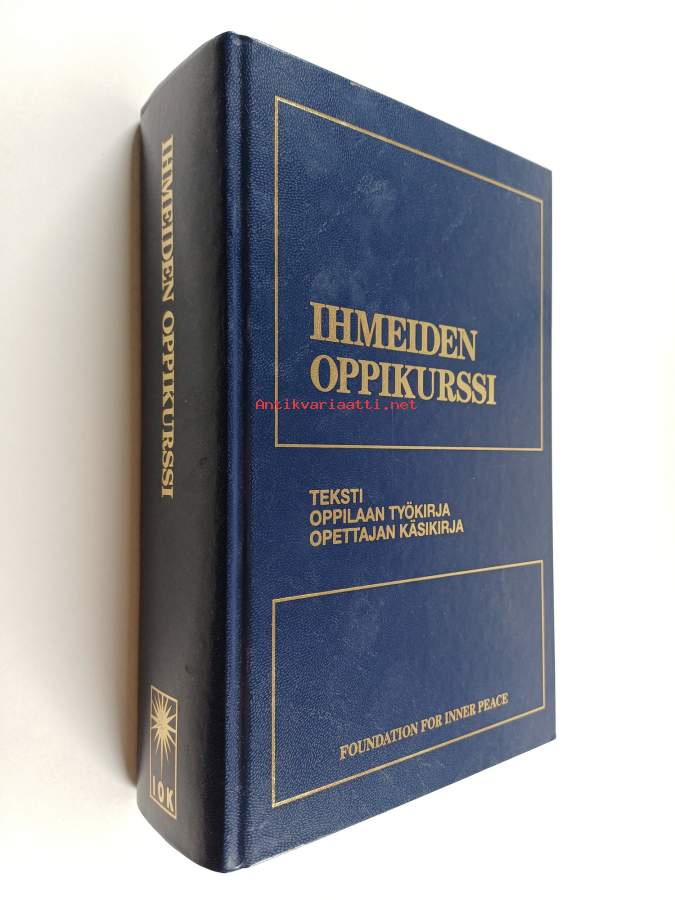 IHMEIDEN OPPIKURSSI
IOK
IHMEIDEN
OPPIKURSSI
Antikvariaatti.net
TEKSTI
OPPILAAN TYÖKIRJA
OPETTAJAN KÄSIKIRJA
FOUNDATION FOR INNER PEACE